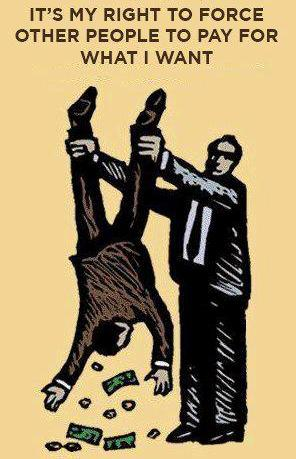 IT'S MY RIGHT TO FORCE
OTHER PEOPLE TO PAY FOR
WHAT I WANT